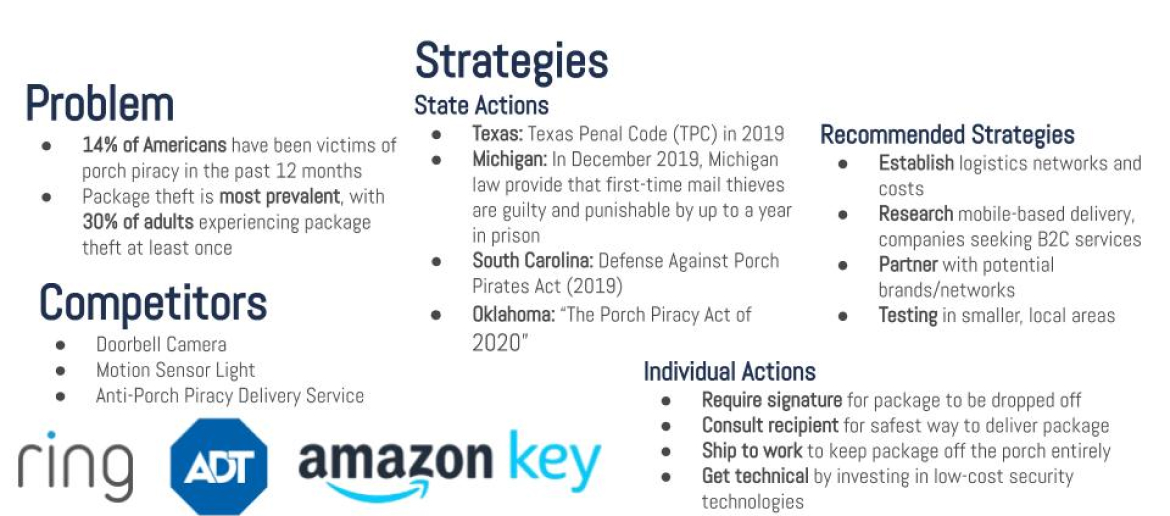 Problem
● 14% of Americans have been victims of
porch piracy in the past 12 months
● Package theft is most prevalent, with
30% of adults experiencing package
theft at least once
Competitors
● Doorbell Camera
● Motion Sensor Light
● Anti-Porch Piracy Delivery Service
ring
ADT
amazon key
Strategies
State Actions
● Texas: Texas Penal Code (TPC) in 2019
● Michigan: In December 2019, Michigan
law provide that first-time mail thieves
are guilty and punishable by up to a year
in prison
● South Carolina: Defense Against Porch
Pirates Act (2019)
● Oklahoma: “The Porch Piracy Act of
2020”
Recommended Strategies
● Establish logistics networks and
costs
● Research mobile-based delivery,
companies seeking B2C services
● Partner with potential
brands/networks
● Testing in smaller, local areas
Individual Actions
● Require signature for package to be dropped off
● Consult recipient for safest way to deliver package
● Ship to work to keep package off the porch entirely
● Get technical by investing in low-cost security
technologies